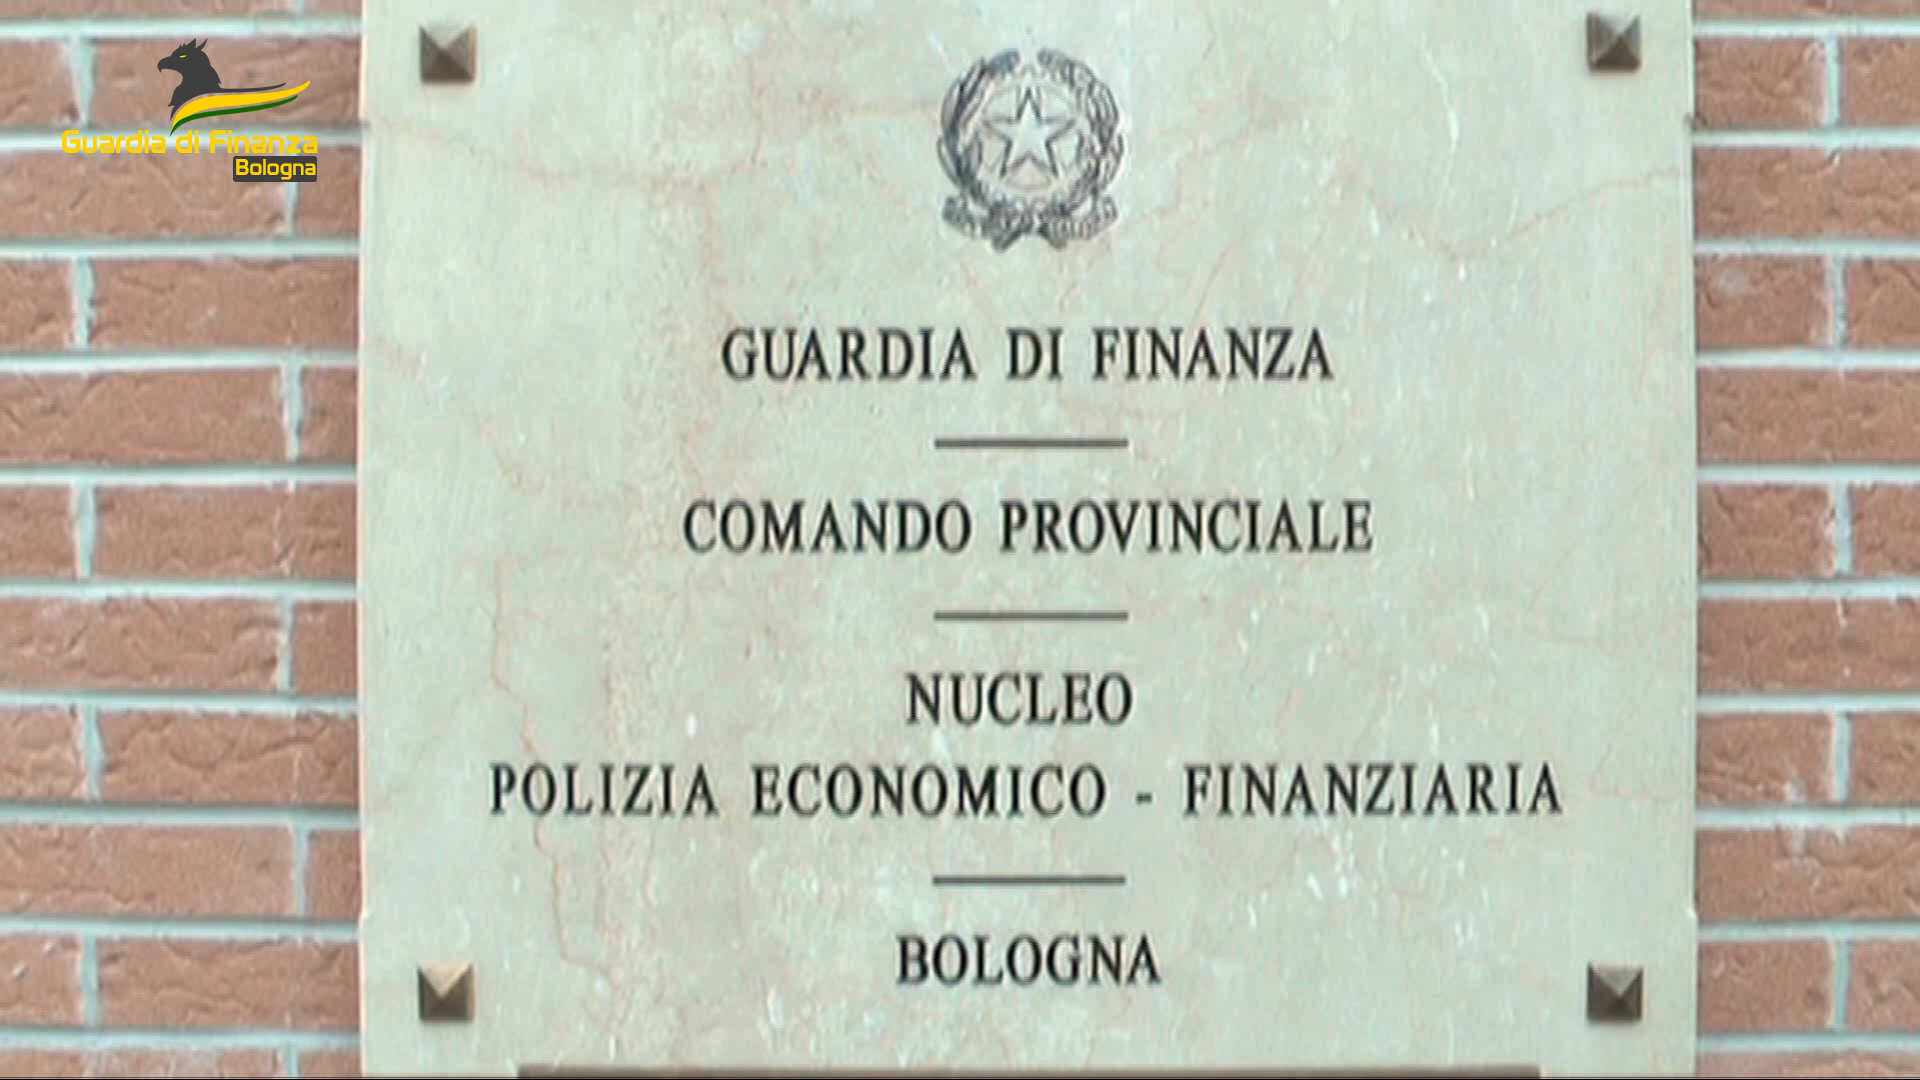 Guardia di Finanza
Bologna
GUARDIA DI FINANZA
COMANDO PROVINCIALE
NUCLEO
POLIZIA ECONOMICO - FINANZIARIA
BOLOGNA